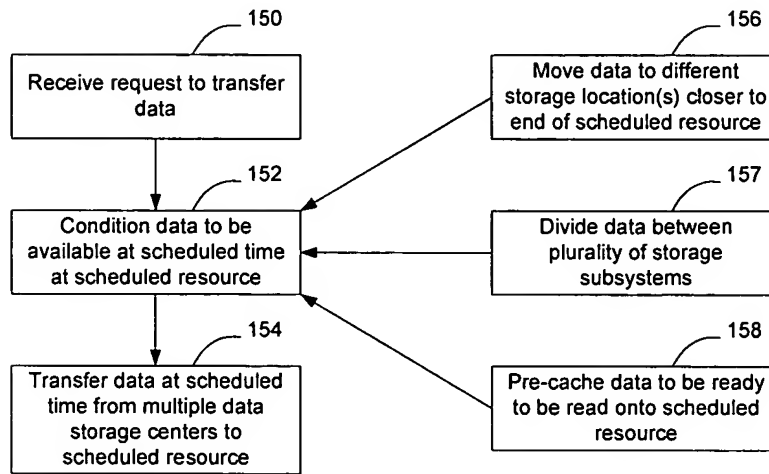 150
Receive request to transfer
data
152
Condition data to be
available at scheduled time
at scheduled resource
154
Transfer data at scheduled
time from multiple data
storage centers to
scheduled resource
156
Move data to different
storage location(s) closer to
end of scheduled resource
157
Divide data between
plurality of storage
subsystems
158
Pre-cache data to be ready
to be read onto scheduled
resource